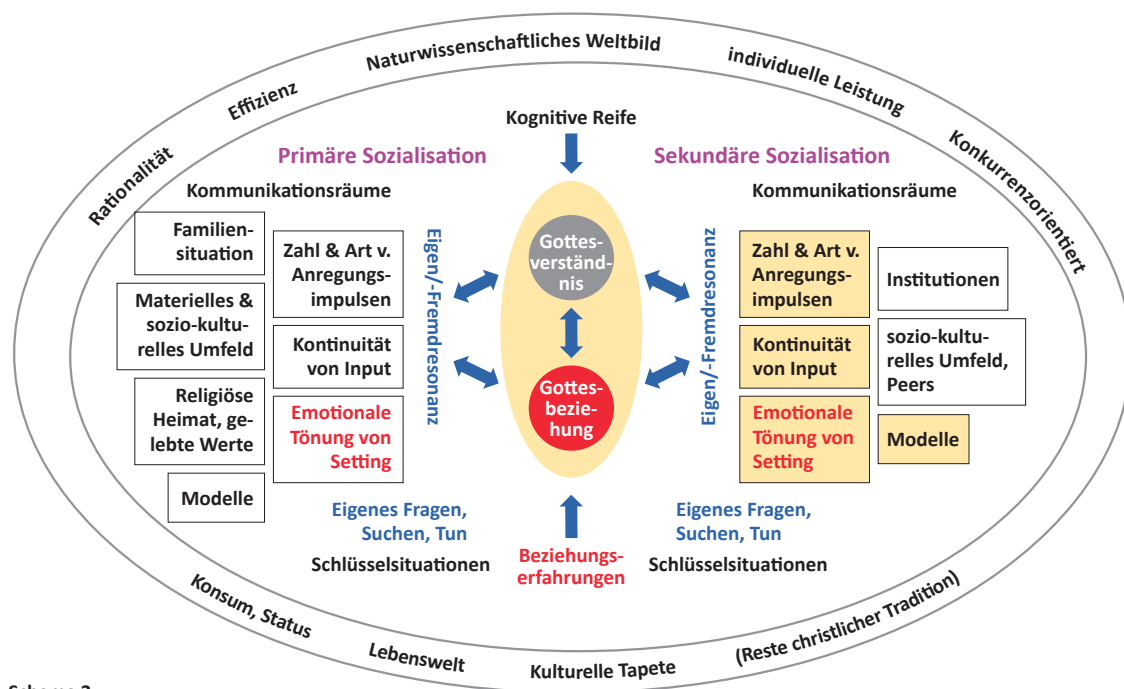 Naturwissenschaftliches Weltbild
individuelle Leistung
Effizienz
Konkurrenzorientiert
Rationalität
Kognitive Reife
Primäre Sozialisation
Sekundäre Sozialisation
Kommunikationsräume
Kommunikationsräume
Familien-
situation
Materielles &
sozio-kultu-
relles Umfeld
Religiöse
Heimat, ge-
lebte Werte
Modelle
Zahl & Art v.
Anregungs-
impulsen
Kontinuität
von Input
Emotionale
Tönung von
Setting
Eigen/-Fremdresonanz
Gottes-
verständ-
nis
Gottes-
bezie-
hung
Eigen/-Fremdresonanz
Zahl & Art v.
Anregungs-
impulsen
Kontinuität
von Input
Emotionale
Tönung von
Setting
Institutionen
sozio-kultu-
relles Umfeld,
Peers
Modelle
Eigenes Fragen,
Suchen, Tun
Schlüsselsituationen
Beziehungs-
erfahrungen
Eigenes Fragen,
Suchen, Tun
Schlüsselsituationen
Konsum, Status
Lebenswelt
Kulturelle Tapete
(Reste christlicher Tradition)